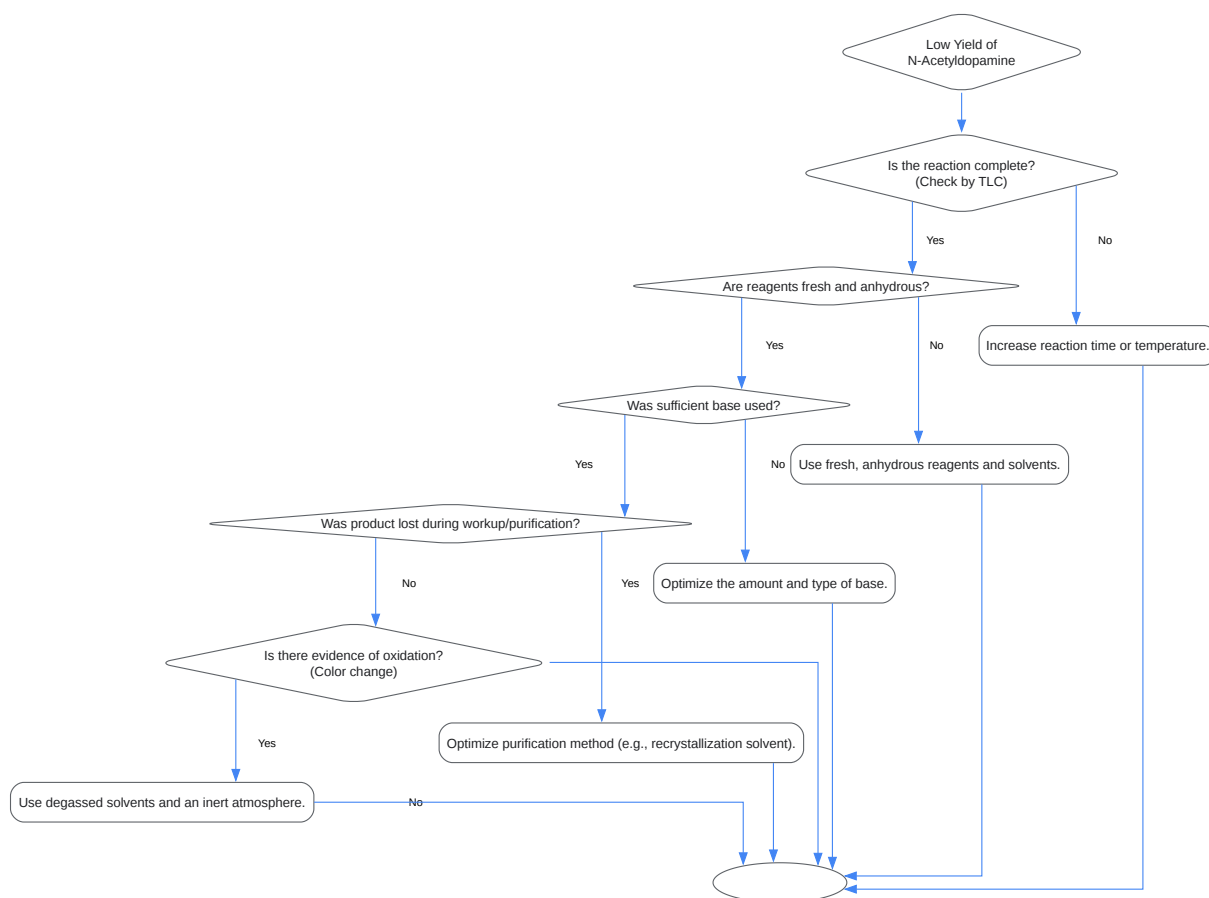 Low Yield of
N-Acetyldopamine
Is the reaction complete?
(Check by TLC)
Yes
No
Are reagents fresh and anhydrous?
Increase reaction time or temperature.
Yes
No
Was sufficient base used?
Yes
No
Use fresh, anhydrous reagents and solvents.
Was product lost during workup/purification?
No
Yes
Optimize the amount and type of base.
Is there evidence of oxidation?
(Color change)
Yes
Optimize purification method (e.g., recrystallization solvent).
Use degassed solvents and an inert atmosphere.
No